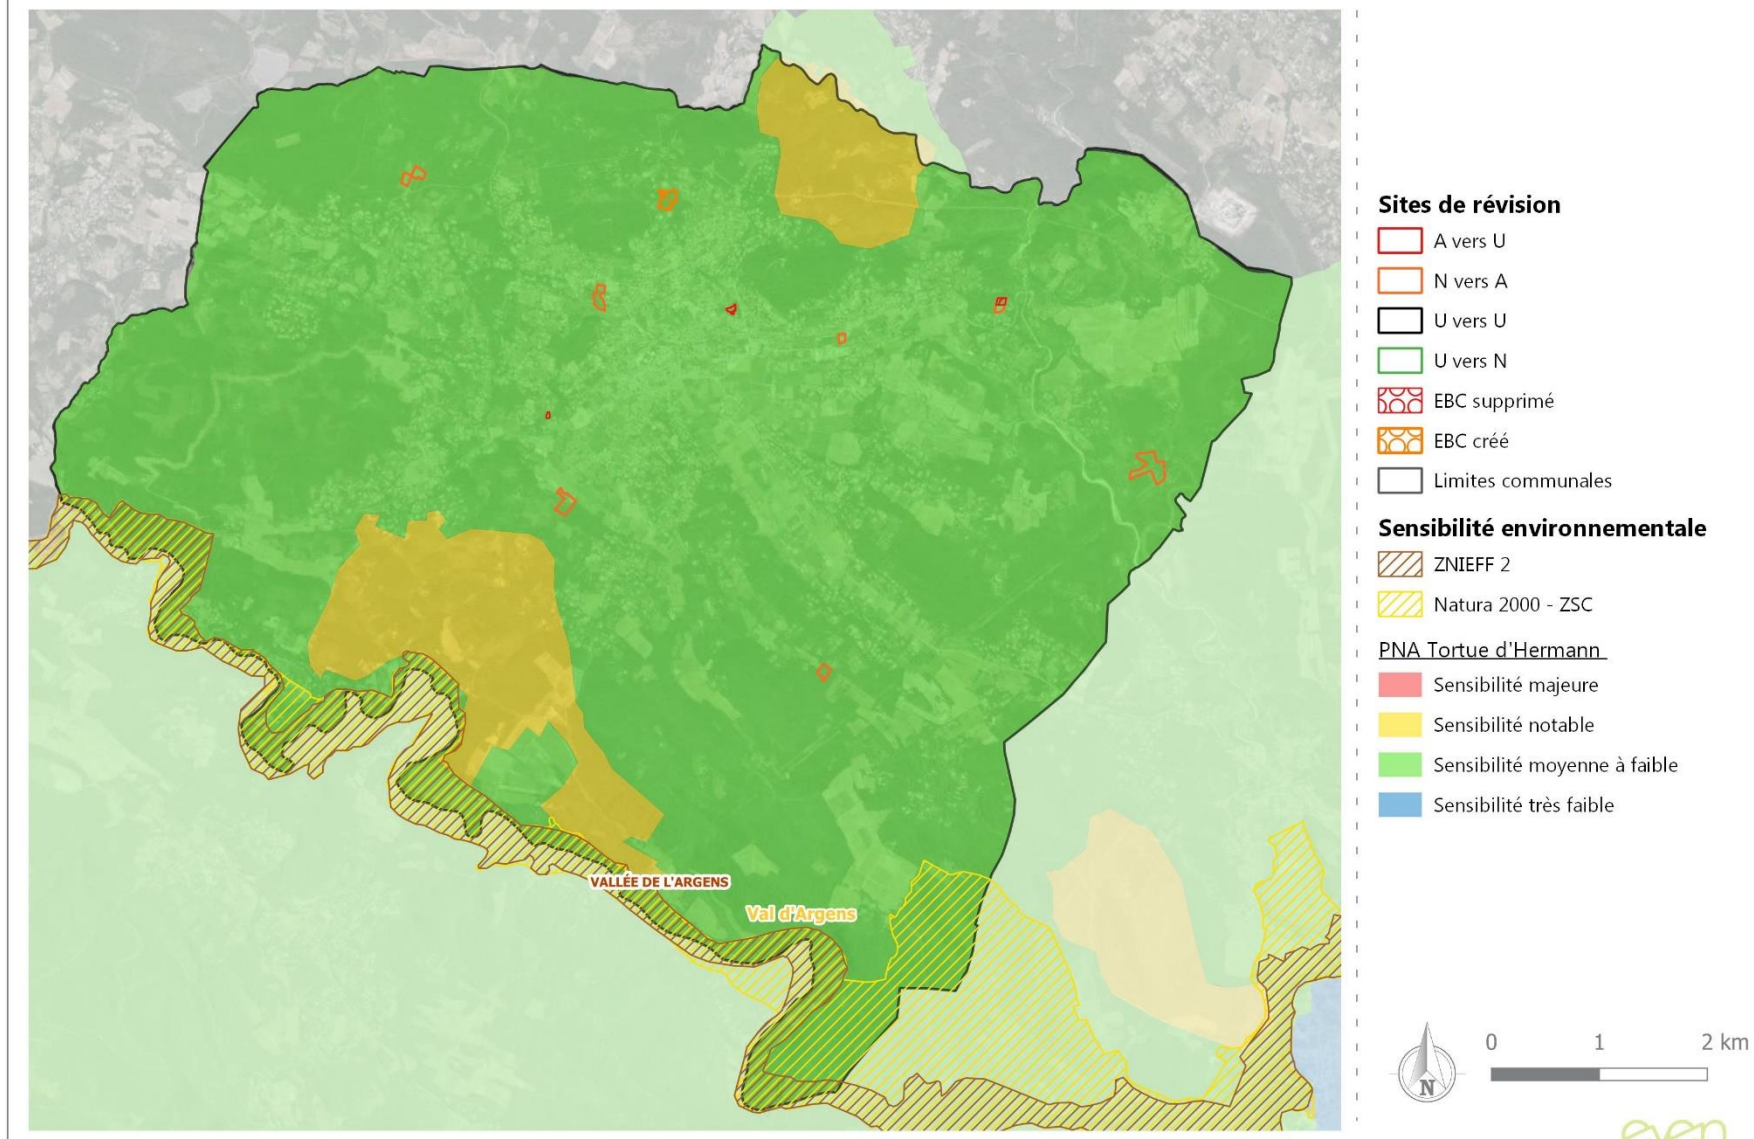 Sites de révision
A vers U
N vers A
U vers U
U vers N
EBC supprimé
EBC créé
Limites communales
Sensibilité environnementale
ZNIEFF 2
Natura 2000 - ZSC
PNA Tortue d'Hermann
Sensibilité majeure
Sensibilité notable
Sensibilité moyenne à faible
Sensibilité très faible
VALLÉE DE L'ARGENS
Val d'Argens
0 1 2 km
N
even